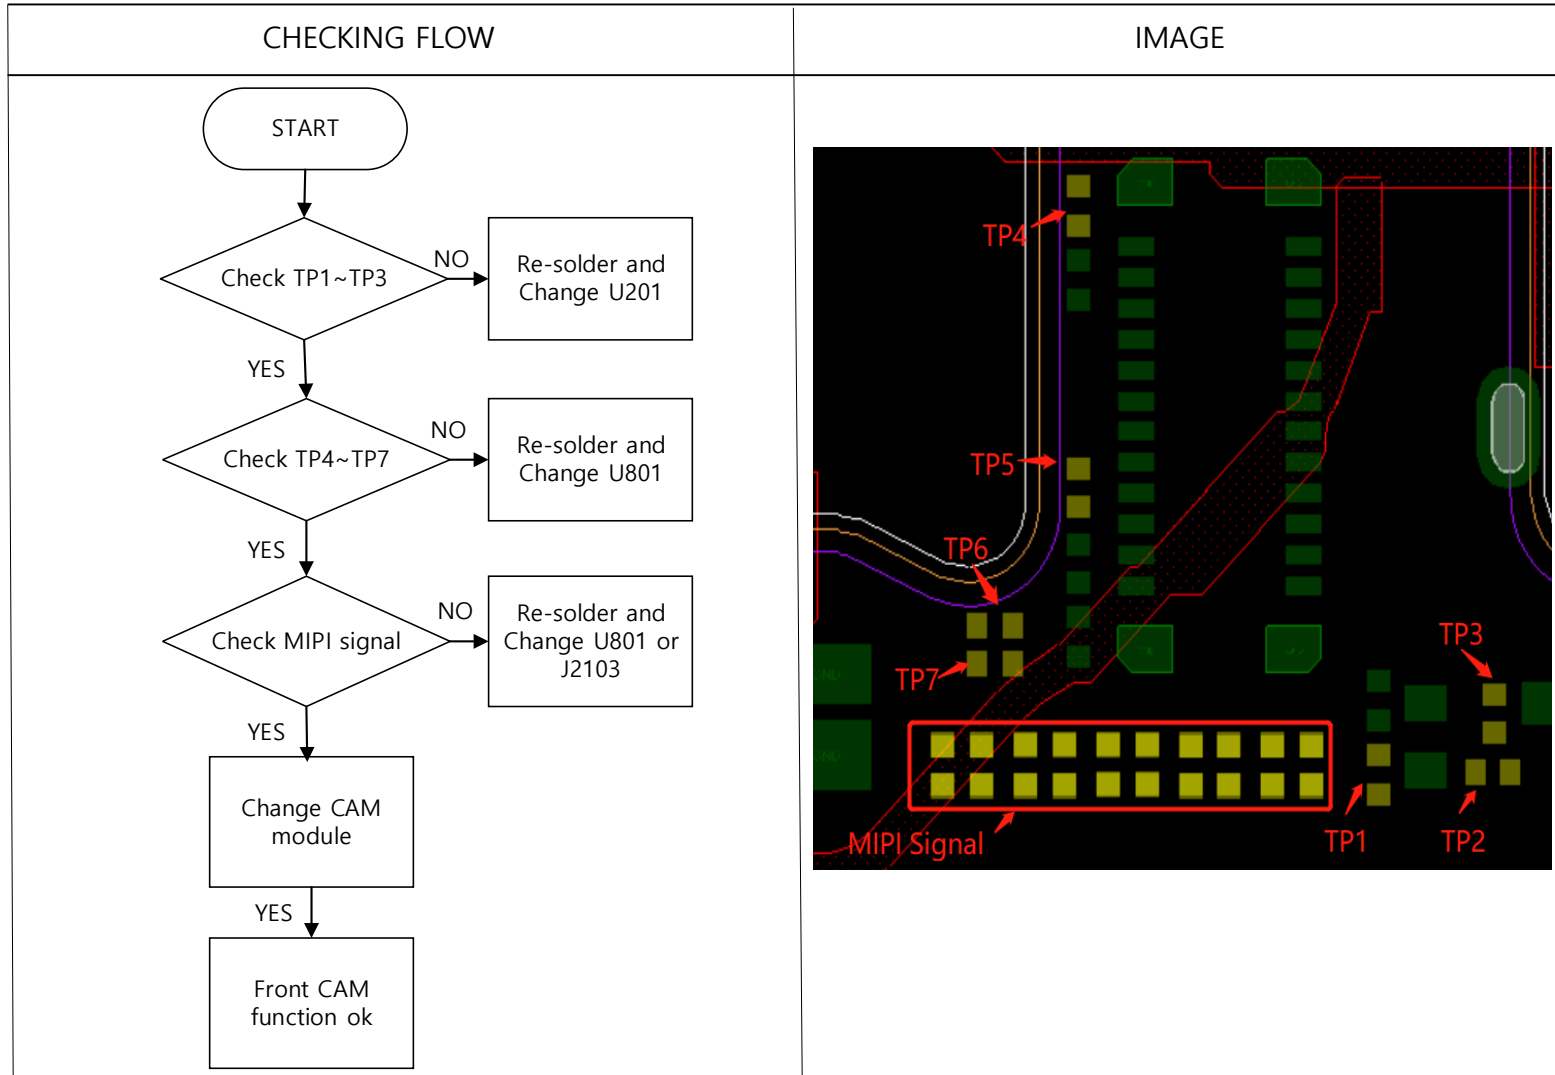 CHECKING FLOW
IMAGE
START
Check TP1~TP3
NO
Re-solder and
Change U201
YES
Check TP4~TP7
NO
Re-solder and
Change U801
YES
Check MIPI signal
NO
Re-solder and
Change U801 or
J2103
YES
Change CAM
module
YES
Front CAM
function ok
TP4
TP5
TP6
TP7
TP3
MIPI Signal
TP1
TP2
GND
GND